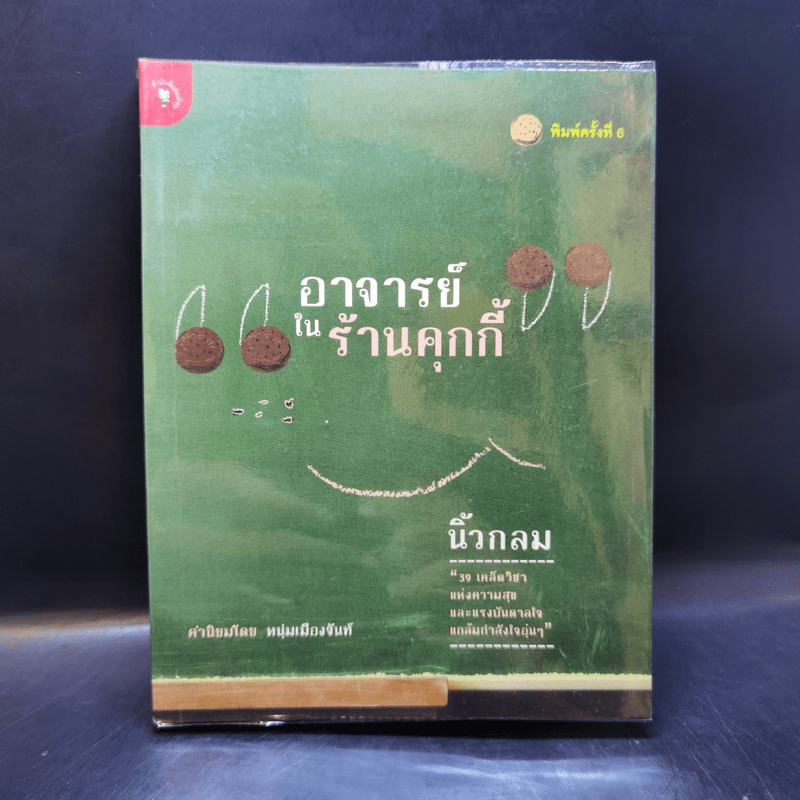 พิมพ์ครั้งที่ 6
อาจารย์
ใน ร้านคุกกี้
นิ้วกลม
“39 เคล็ดวิชา
แห่งความสุข
และแรงบันดาลใจ
แกล้มกำลังใจอุ่นๆ”
คำนิยมโดย หนุ่มเมืองจันท์